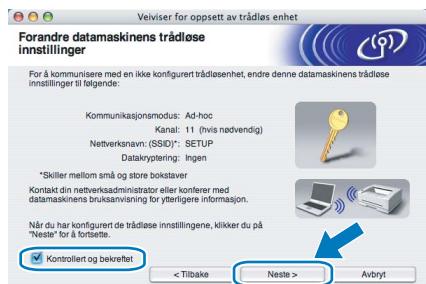 Veiviser for oppsett av trådløs enhet
Forandre datamaskinens trådløse
innstillinger
For å kommunisere med en ikke konfigurert trådløsenhet, endre denne datamaskinens trådløse
innstillinger til følgende:
Kommunikasjonsmodus: Ad-hoc
Kanal: 11 (hvis nødvendig)
Nettverksnavn: (SSID)*: SETUP
Datakryptering: Ingen
*Skiller mellom små og store bokstaver
Kontakt din nettverksadministrator eller konferer med
datamaskinens bruksanvisning for ytterligere informasjon.
Når du har konfigurert de trådløse innstillingene, klikker du på
"Neste" for å fortsette.
Kontrollert og bekreftet
< Tilbake
Neste >
Avbryt